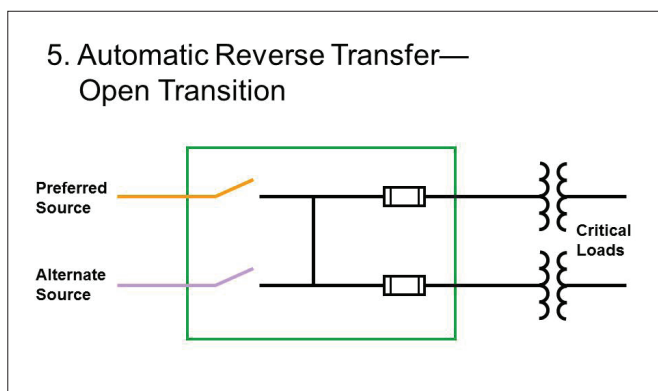 5. Automatic Reverse Transfer—
Open Transition
Preferred
Source
Alternate
Source
Critical
Loads